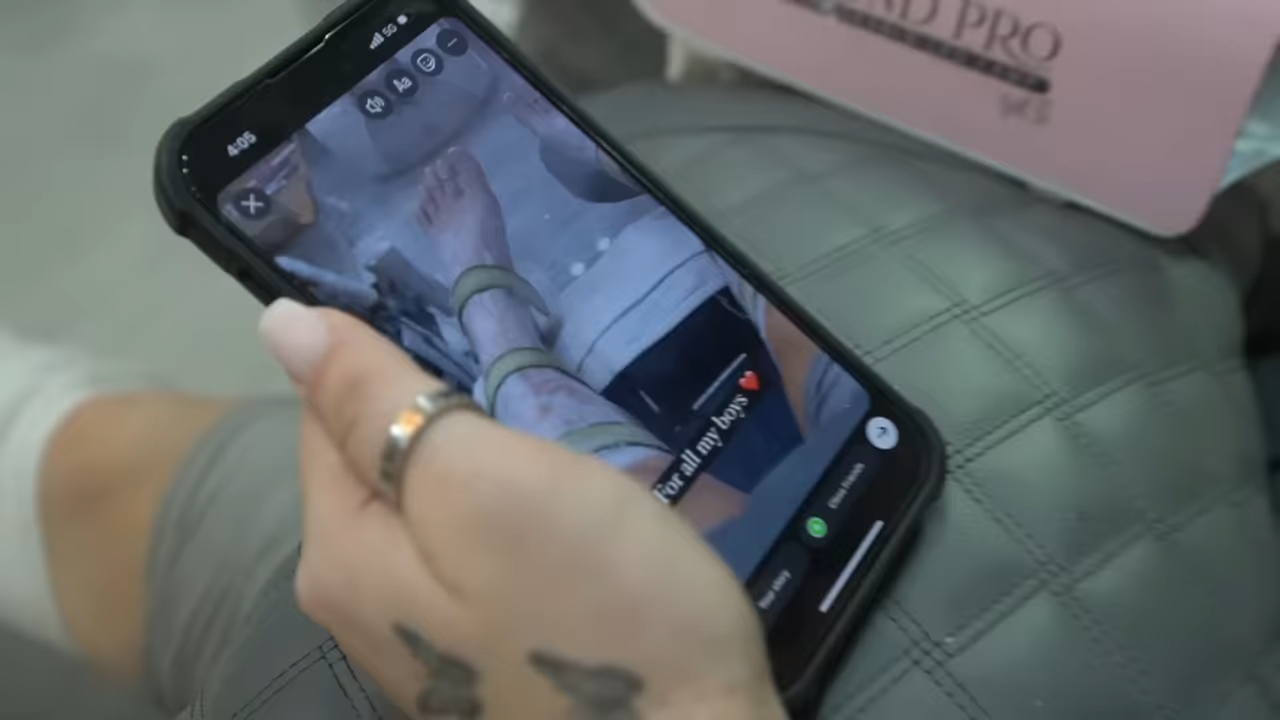 PRO
4:05
5G
Aa
For all my boys ❤️
Close Friends
Your story